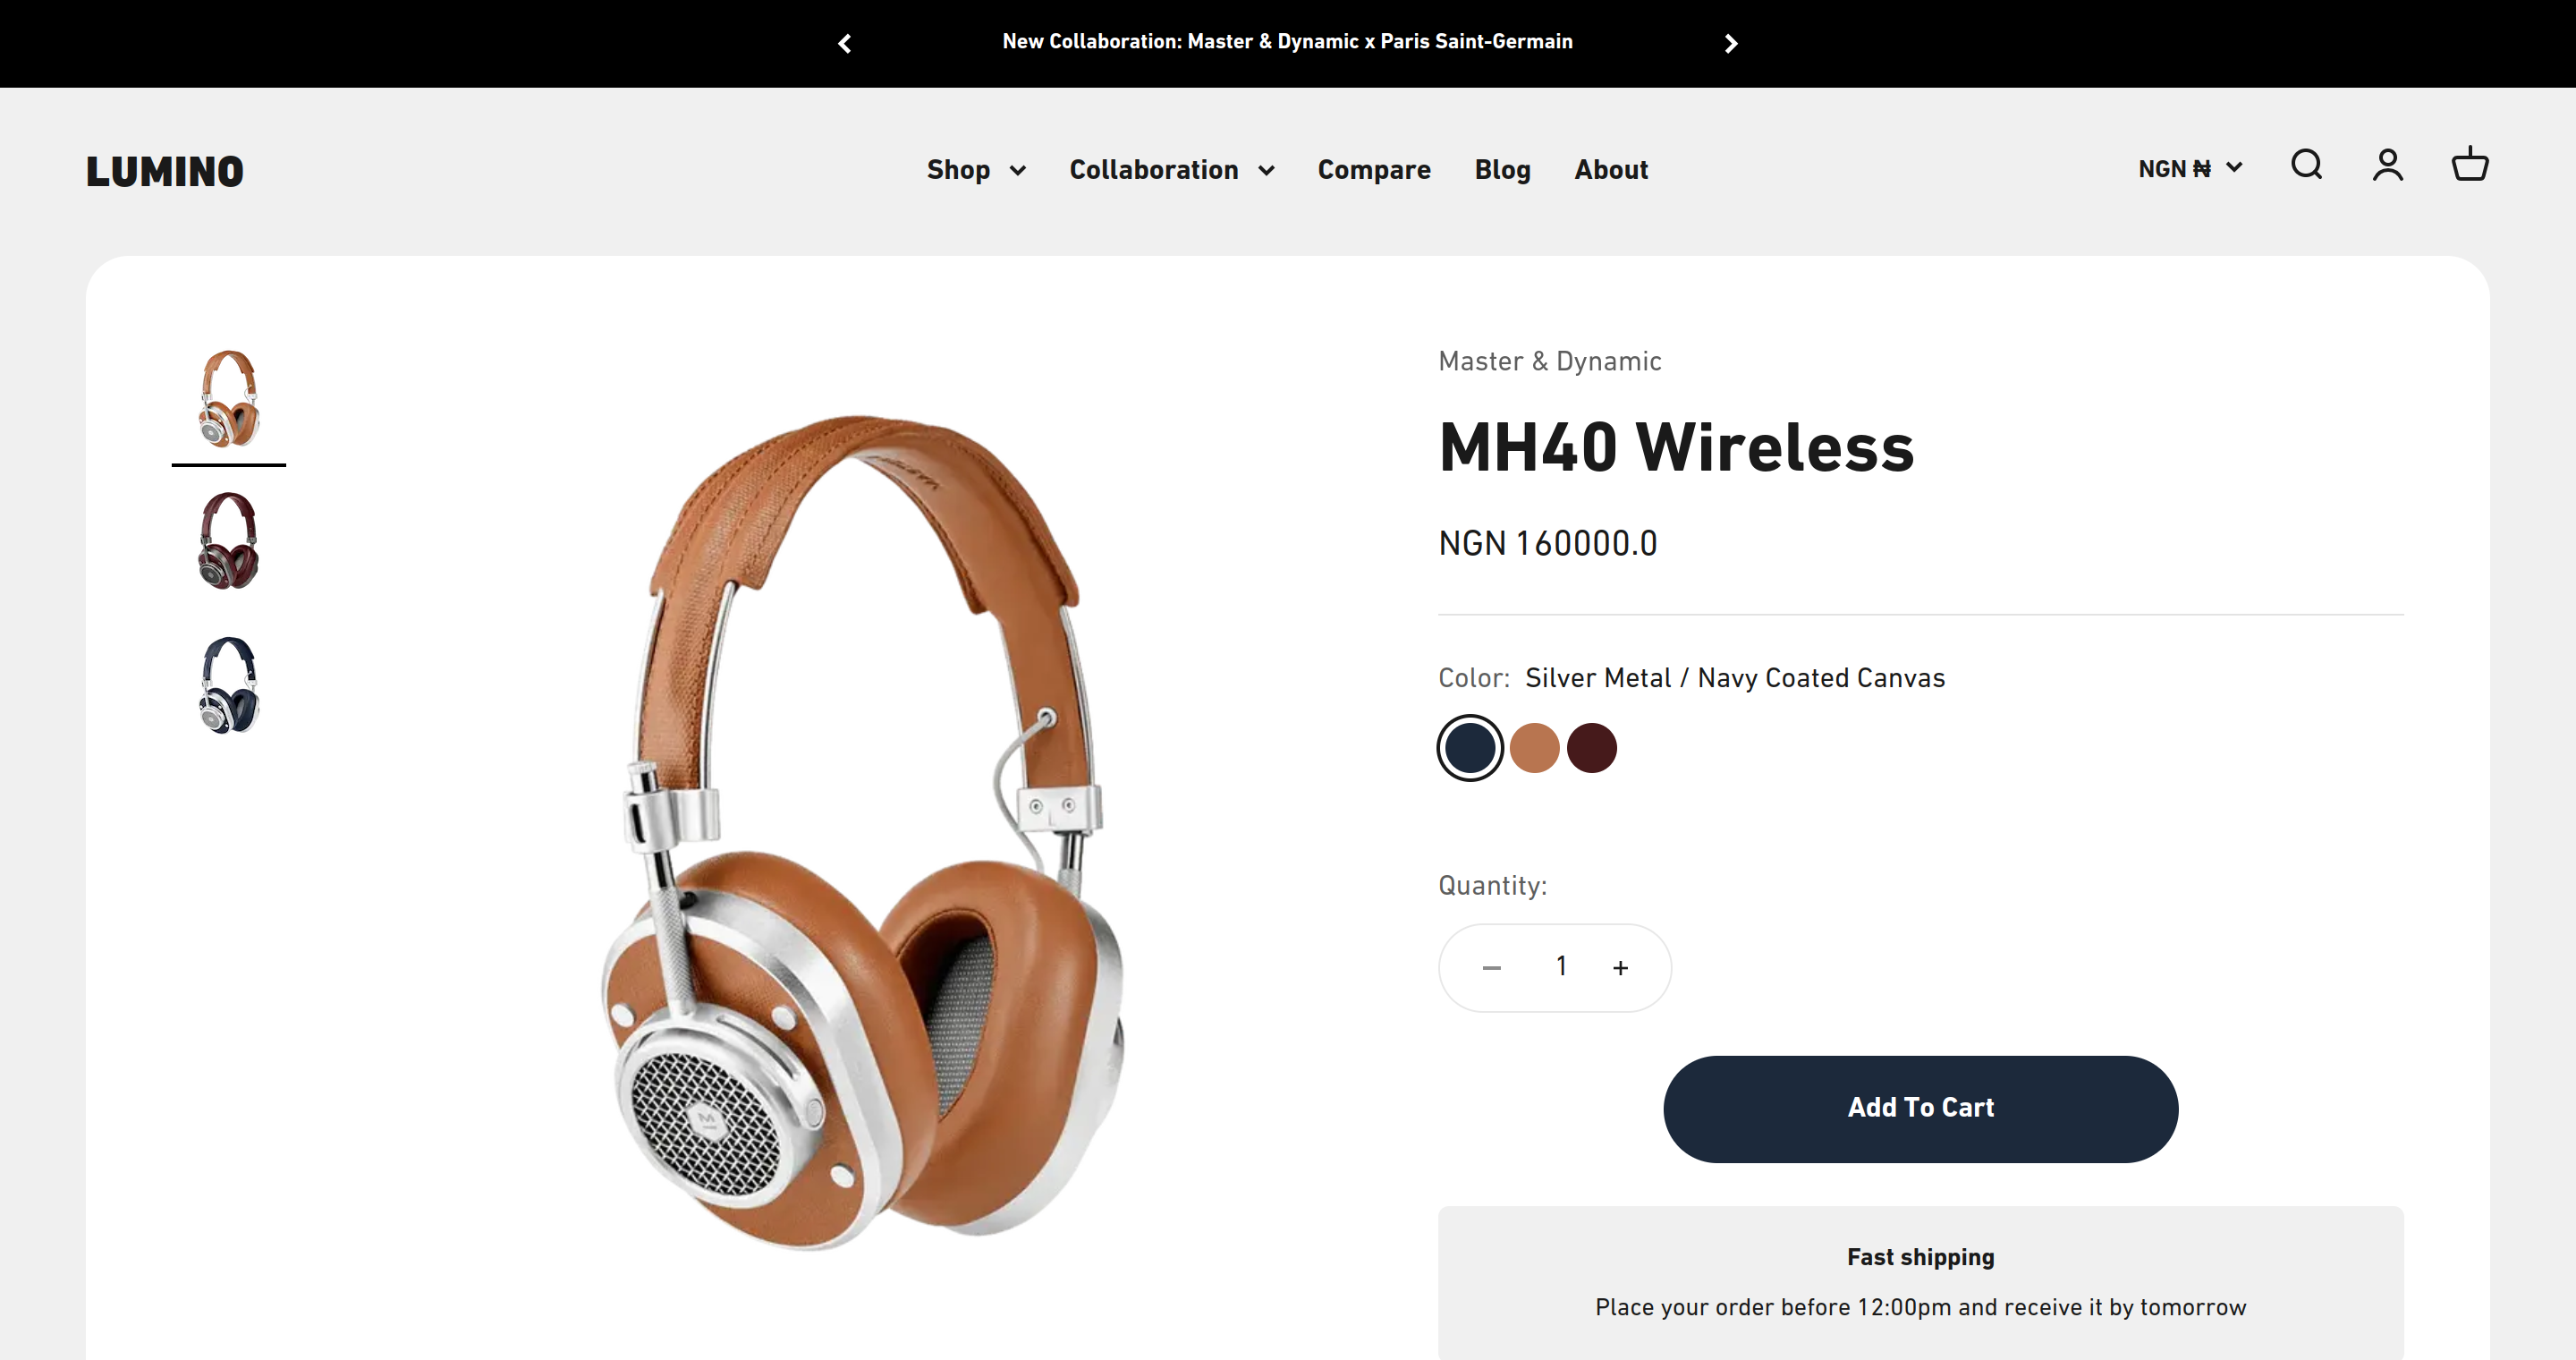 New Collaboration: Master & Dynamic x Paris Saint-Germain
LUMINO
Shop
Collaboration
Compare
Blog
About
NGN ₦
Master & Dynamic
MH40 Wireless
NGN 160000.0
Color: Silver Metal / Navy Coated Canvas
Quantity:
− 1 +
Add To Cart
Fast shipping
Place your order before 12:00pm and receive it by tomorrow